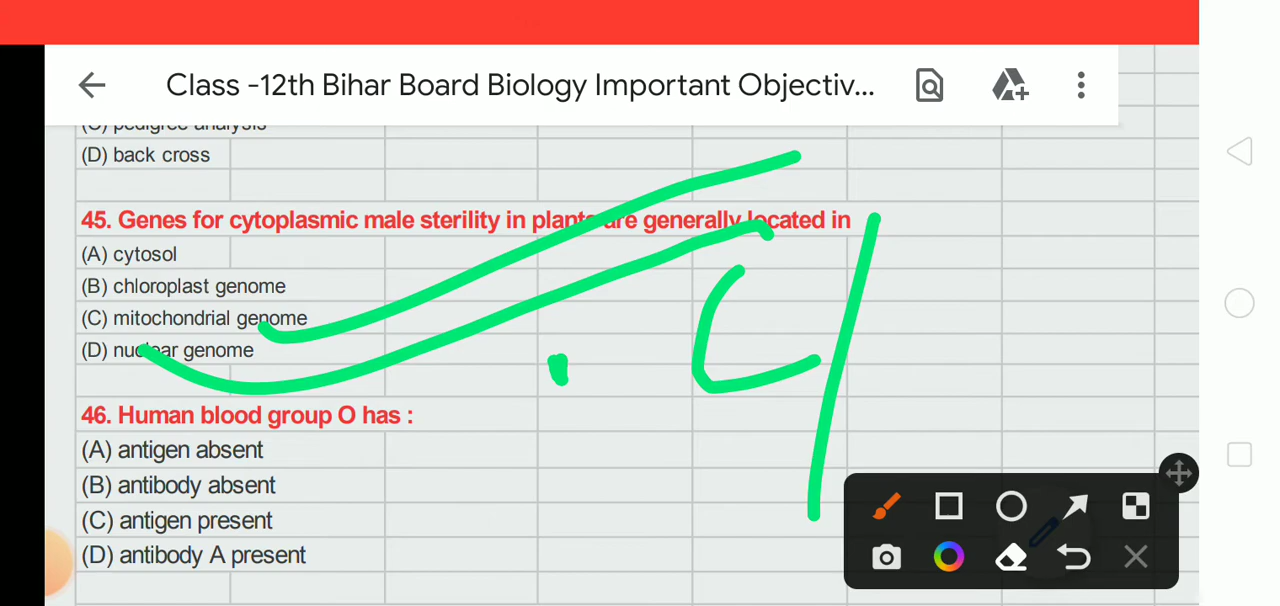 Class -12th Bihar Board Biology Important Objectiv...
(C) pedigree analysis
(D) back cross
45. Genes for cytoplasmic male sterility in plants are generally located in
(A) cytosol
(B) chloroplast genome
(C) mitochondrial genome
(D) nuclear genome
46. Human blood group O has :
(A) antigen absent
(B) antibody absent
(C) antigen present
(D) antibody A present